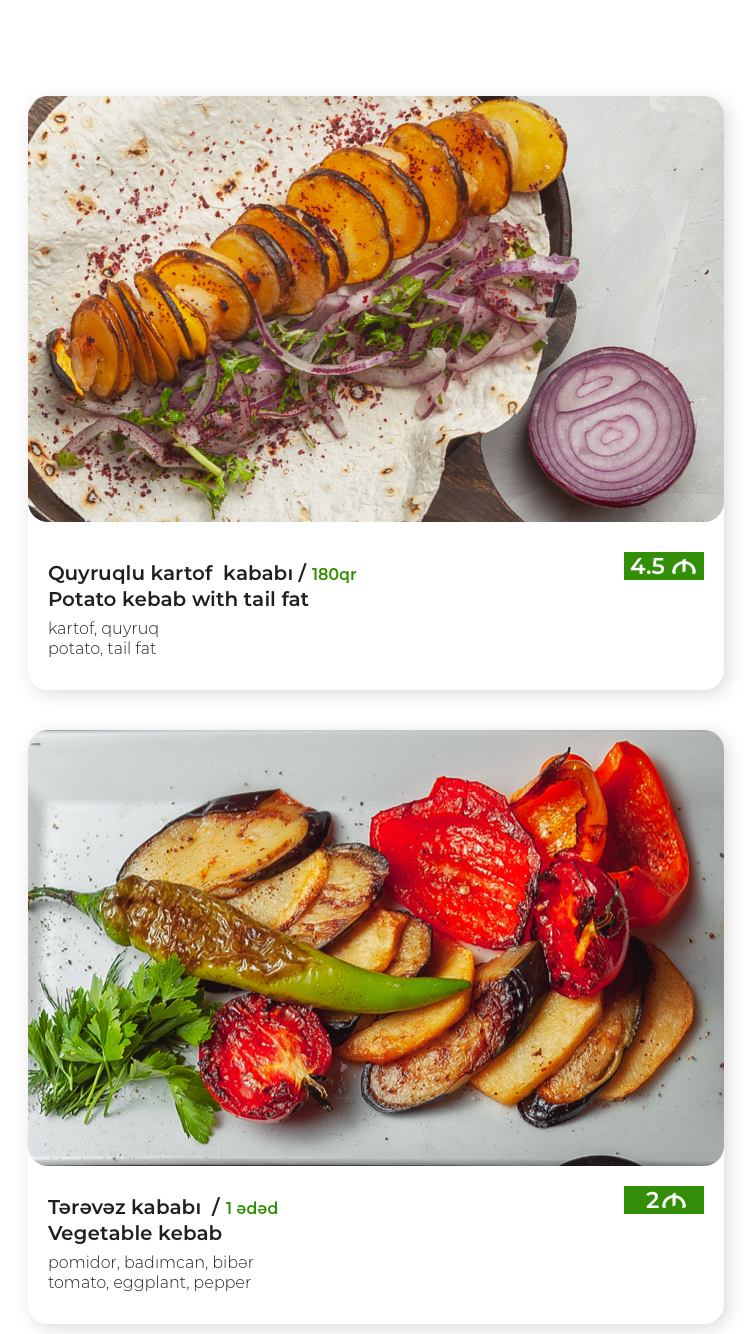 Quyruqlu kartof kababı / 180qr
4.5 ₼
Potato kebab with tail fat
kartof, quyruq
potato, tail fat
Tərəvəz kababı / 1 ədəd
2₼
Vegetable kebab
pomidor, badımcan, bibər
tomato, eggplant, pepper